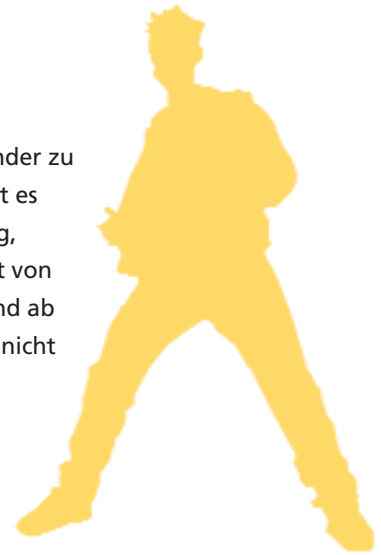 nder zu
t es
g,
t von
nd ab
nicht